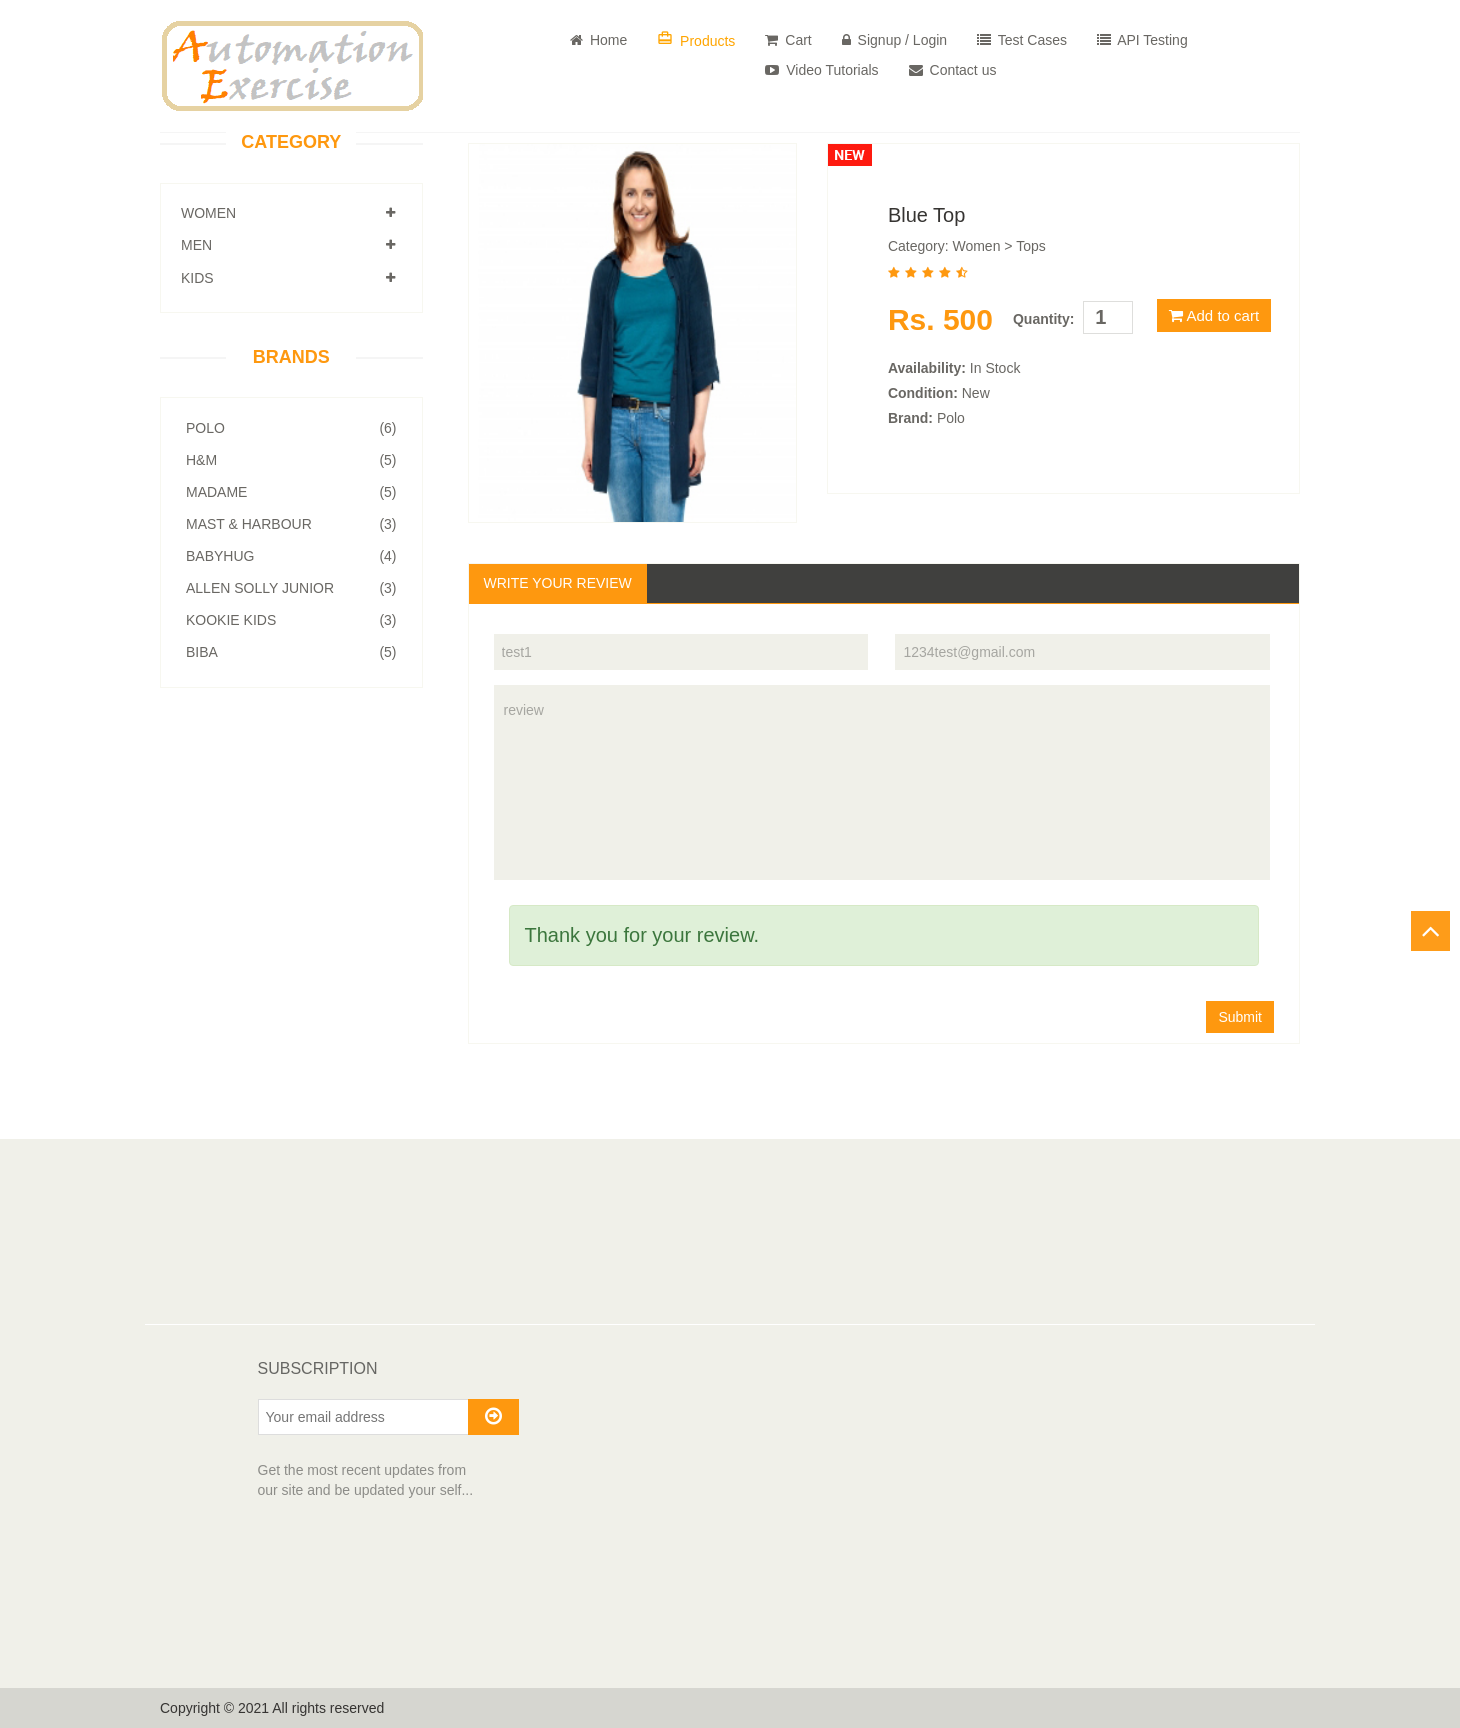 Automation
Exercise
Home
Products
Cart
Signup / Login
Test Cases
API Testing
Video Tutorials
Contact us
CATEGORY
WOMEN
MEN
KIDS
BRANDS
POLO (6)
H&M (5)
MADAME (5)
MAST & HARBOUR (3)
BABYHUG (4)
ALLEN SOLLY JUNIOR (3)
KOOKIE KIDS (3)
BIBA (5)
NEW
Blue Top
Category: Women > Tops
Rs. 500 Quantity: 1 Add to cart
Availability: In Stock
Condition: New
Brand: Polo
WRITE YOUR REVIEW
test1
1234test@gmail.com
review
Thank you for your review.
Submit
SUBSCRIPTION
Your email address
Get the most recent updates from
our site and be updated your self...
Copyright © 2021 All rights reserved